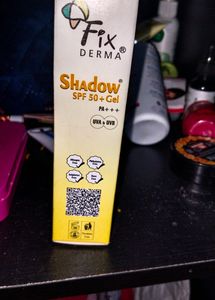 Fix
DERMA®
SHADOW®
SPF 50+ Gel
PA+++
UVA & UVB